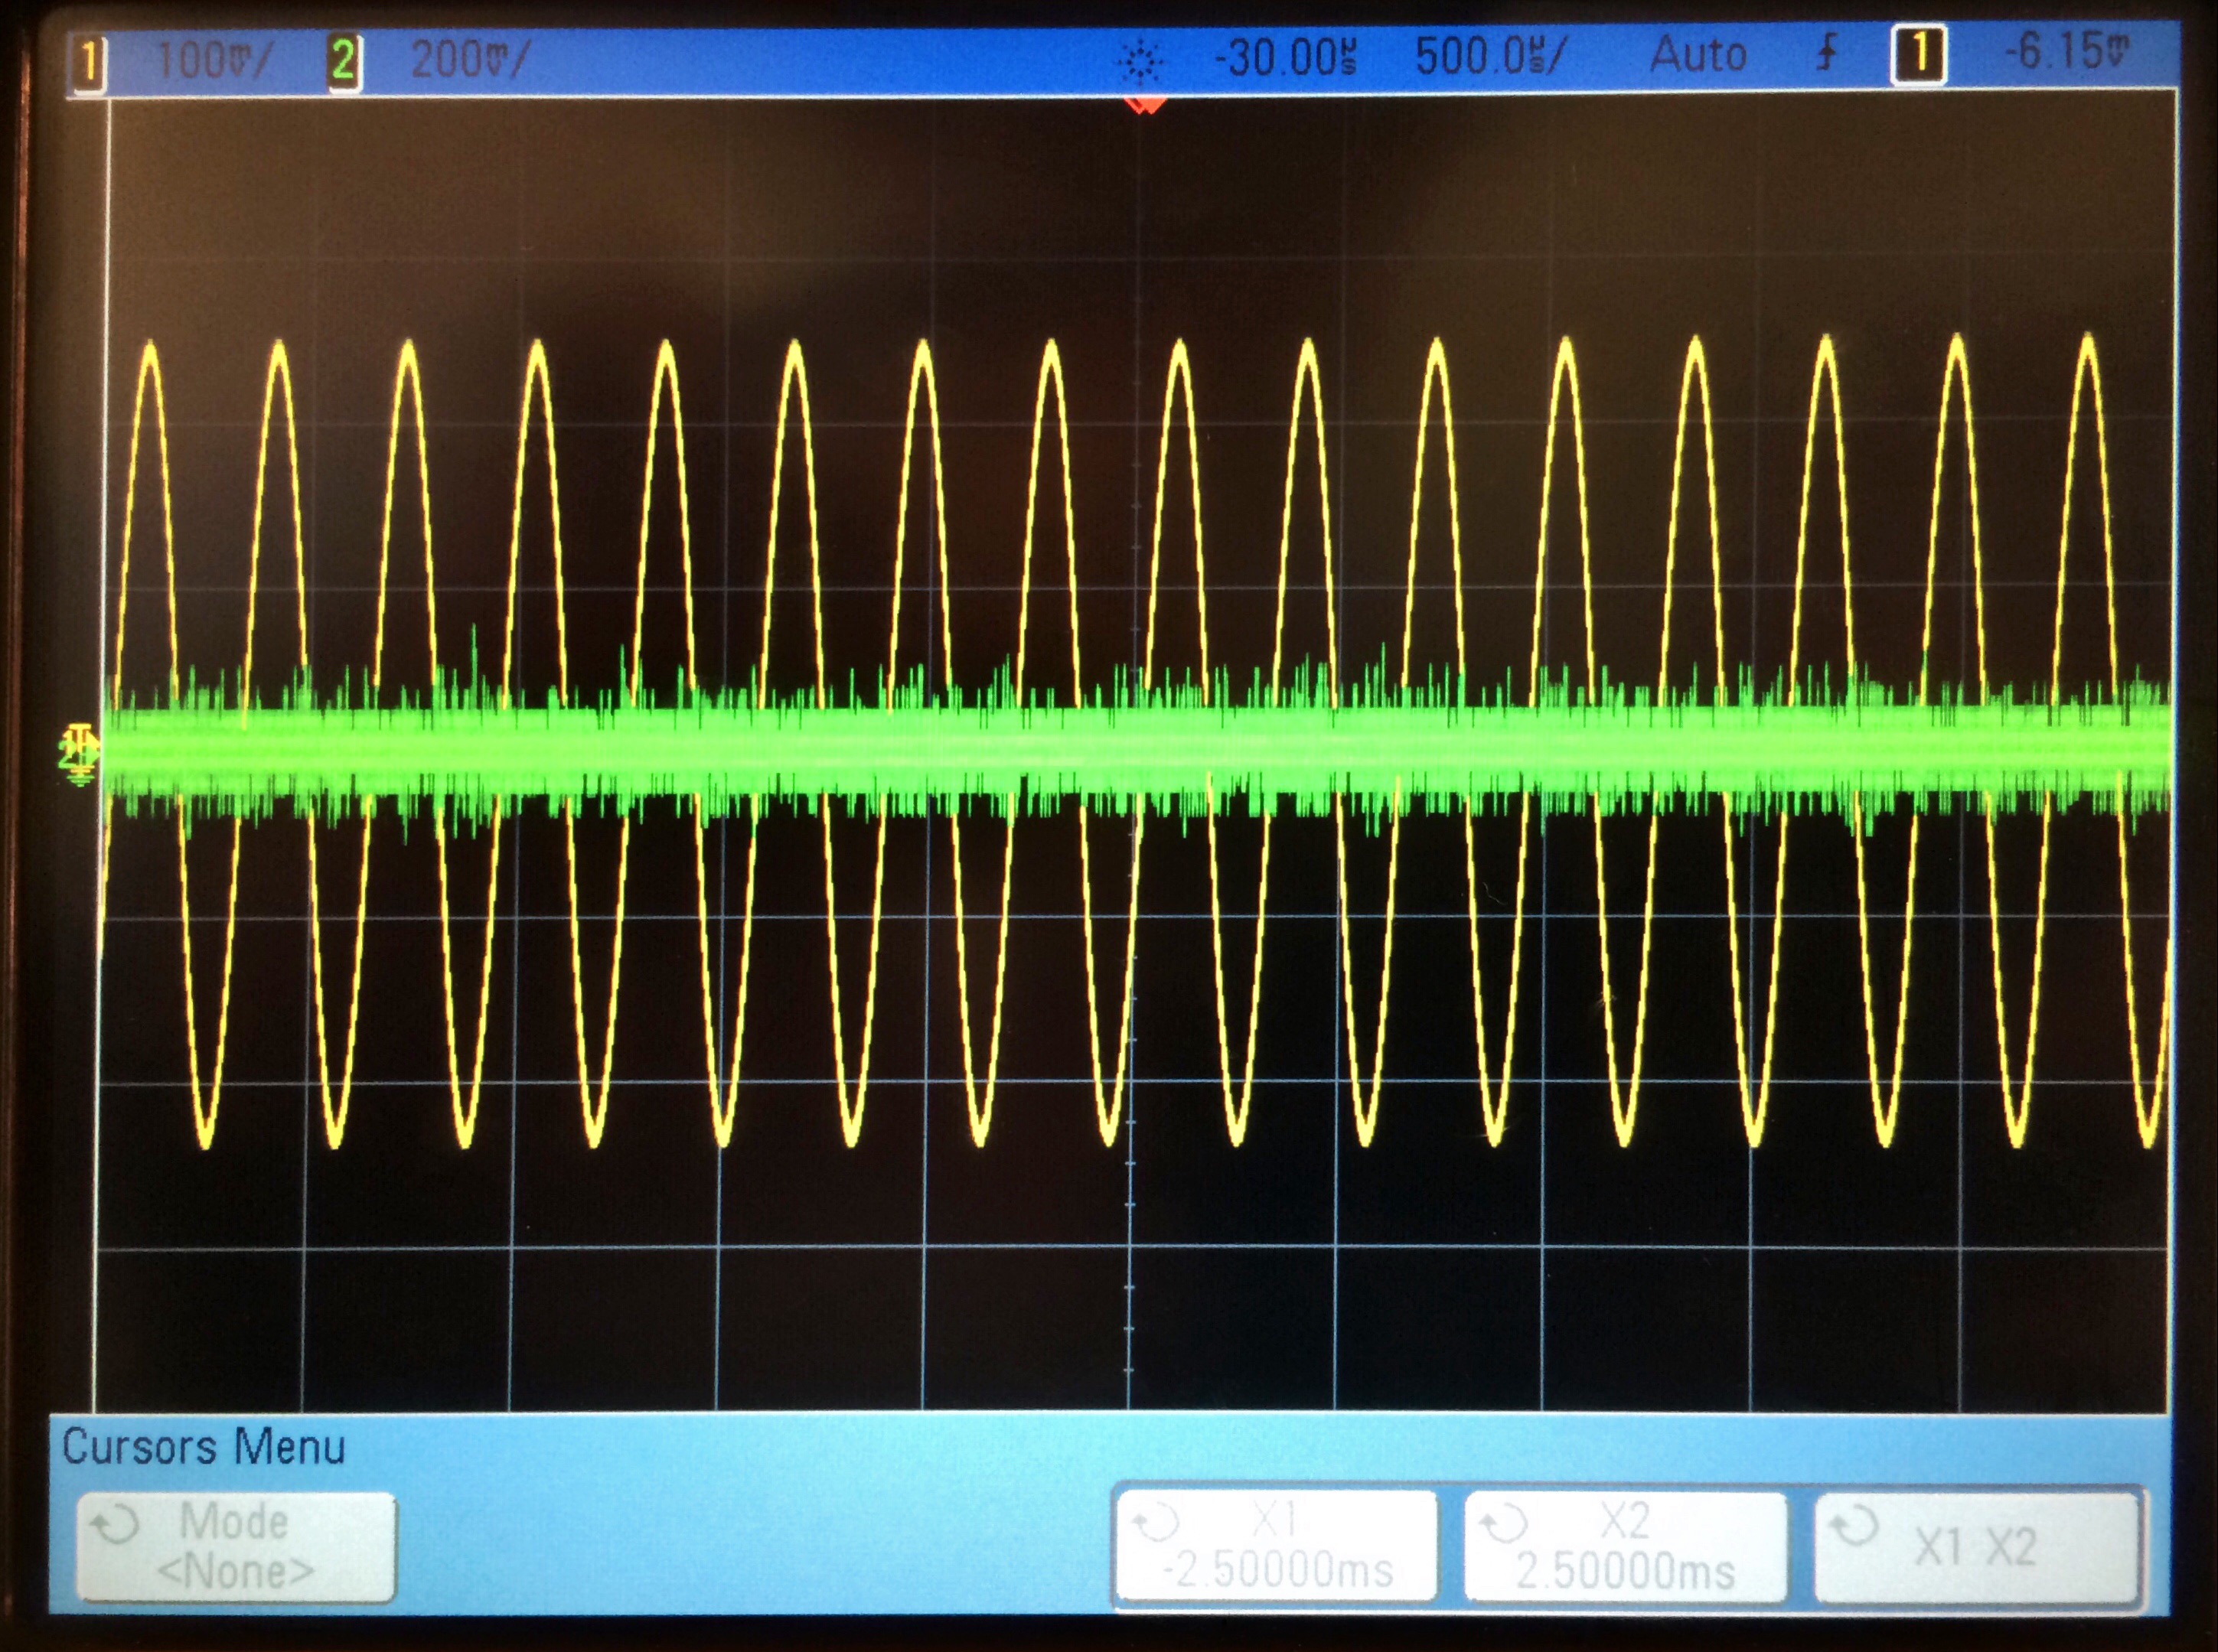 1 100mV/ 2 200mV/ -30.00µs 500.0µs/ Auto 1 -6.15mV
2
Cursors Menu
Mode X1 X2 X1 X2
<None> -2.50000ms 2.50000ms